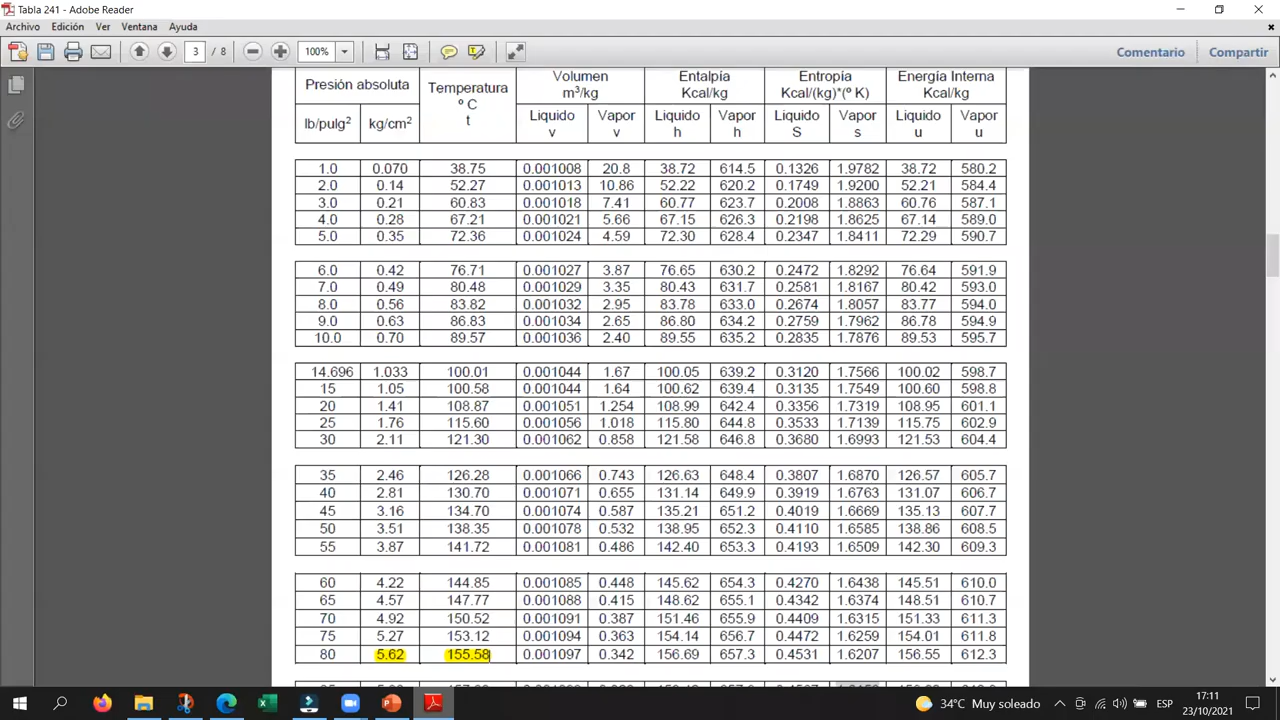 Tabla 241 - Adobe Reader
Archivo Edición Ver Ventana Ayuda
3 / 8 100% Comentario Compartir
Presión absoluta Temperatura º C t Volumen m³/kg Entalpía Kcal/kg Entropía Kcal/(kg)*(º K) Energía Interna Kcal/kg
lb/pulg² kg/cm² Liquido v Vapor v Liquido h Vapor h Liquido S Vapor s Liquido u Vapor u
1.0 0.070 38.75 0.001008 20.8 38.72 614.5 0.1326 1.9782 38.72 580.2
2.0 0.14 52.27 0.001013 10.86 52.22 620.2 0.1749 1.9200 52.21 584.4
3.0 0.21 60.83 0.001018 7.41 60.77 623.7 0.2008 1.8863 60.76 587.1
4.0 0.28 67.21 0.001021 5.66 67.15 626.3 0.2198 1.8625 67.14 589.0
5.0 0.35 72.36 0.001024 4.59 72.30 628.4 0.2347 1.8411 72.29 590.7
6.0 0.42 76.71 0.001027 3.87 76.65 630.2 0.2472 1.8292 76.64 591.9
7.0 0.49 80.48 0.001029 3.35 80.43 631.7 0.2581 1.8167 80.42 593.0
8.0 0.56 83.82 0.001032 2.95 83.78 633.0 0.2674 1.8057 83.77 594.0
9.0 0.63 86.83 0.001034 2.65 86.80 634.2 0.2759 1.7962 86.78 594.9
10.0 0.70 89.57 0.001036 2.40 89.55 635.2 0.2835 1.7876 89.53 595.7
14.696 1.033 100.01 0.001044 1.67 100.05 639.2 0.3120 1.7566 100.02 598.7
15 1.05 100.58 0.001044 1.64 100.62 639.4 0.3135 1.7549 100.60 598.8
20 1.41 108.87 0.001051 1.254 108.99 642.4 0.3356 1.7319 108.95 601.1
25 1.76 115.60 0.001056 1.018 115.80 644.8 0.3533 1.7139 115.75 602.9
30 2.11 121.30 0.001062 0.858 121.58 646.8 0.3680 1.6993 121.53 604.4
35 2.46 126.28 0.001066 0.743 126.63 648.4 0.3807 1.6870 126.57 605.7
40 2.81 130.70 0.001071 0.655 131.14 649.9 0.3919 1.6763 131.07 606.7
45 3.16 134.70 0.001074 0.587 135.21 651.2 0.4019 1.6669 135.13 607.7
50 3.51 138.35 0.001078 0.532 138.95 652.3 0.4110 1.6585 138.86 608.5
55 3.87 141.72 0.001081 0.486 142.40 653.3 0.4193 1.6509 142.30 609.3
60 4.22 144.85 0.001085 0.448 145.62 654.3 0.4270 1.6438 145.51 610.0
65 4.57 147.77 0.001088 0.415 148.62 655.1 0.4342 1.6374 148.51 610.7
70 4.92 150.52 0.001091 0.387 151.46 655.9 0.4409 1.6315 151.33 611.3
75 5.27 153.12 0.001094 0.363 154.14 656.7 0.4472 1.6259 154.01 611.8
80 5.62 155.58 0.001097 0.342 156.69 657.3 0.4531 1.6207 156.55 612.3
34°C Muy soleado ESP 17:11
23/10/2021